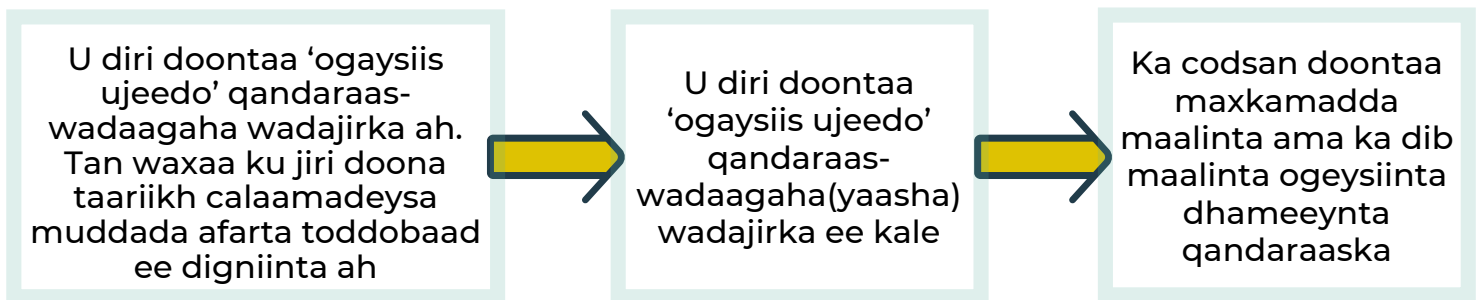 U diri doontaa ‘ogaysiis
ujeedo’ qandaraas-
wadaagaha wadajirka ah.
Tan waxaa ku jiri doona
taariikh calaamadeysa
muddada afarta toddobaad
ee digniinta ah
U diri doontaa
‘ogaysiis ujeedo’
qandaraas-
wadaagaha(yaasha)
wadajirka ee kale
Ka codsan doontaa
maxkamadda
maalinta ama ka dib
maalinta ogeysiinta
dhameeynta
qandaraaska